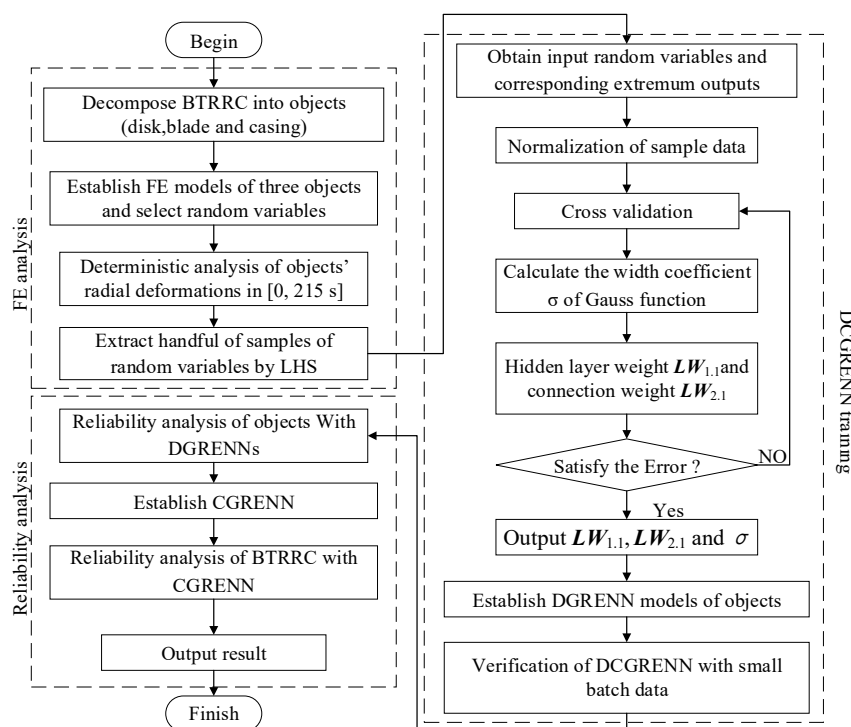 Begin
Decompose BTRRC into objects
(disk,blade and casing)
Establish FE models of three objects
and select random variables
Deterministic analysis of objects'
radial deformations in [0, 215 s]
Extract handful of samples of
random variables by LHS
FE analysis
Obtain input random variables and
corresponding extremum outputs
Normalization of sample data
Cross validation
Calculate the width coefficient
σ of Gauss function
Hidden layer weight LW1.1and
connection weight LW2.1
Satisfy the Error ?
NO
Yes
Output LW1.1, LW2.1 and σ
Establish DGRENN models of objects
Verification of DCGRENN with small
batch data
DCGRENN training
Reliability analysis of objects With
DGRENNs
Establish CGRENN
Reliability analysis of BTRRC with
CGRENN
Output result
Reliability analysis
Finish